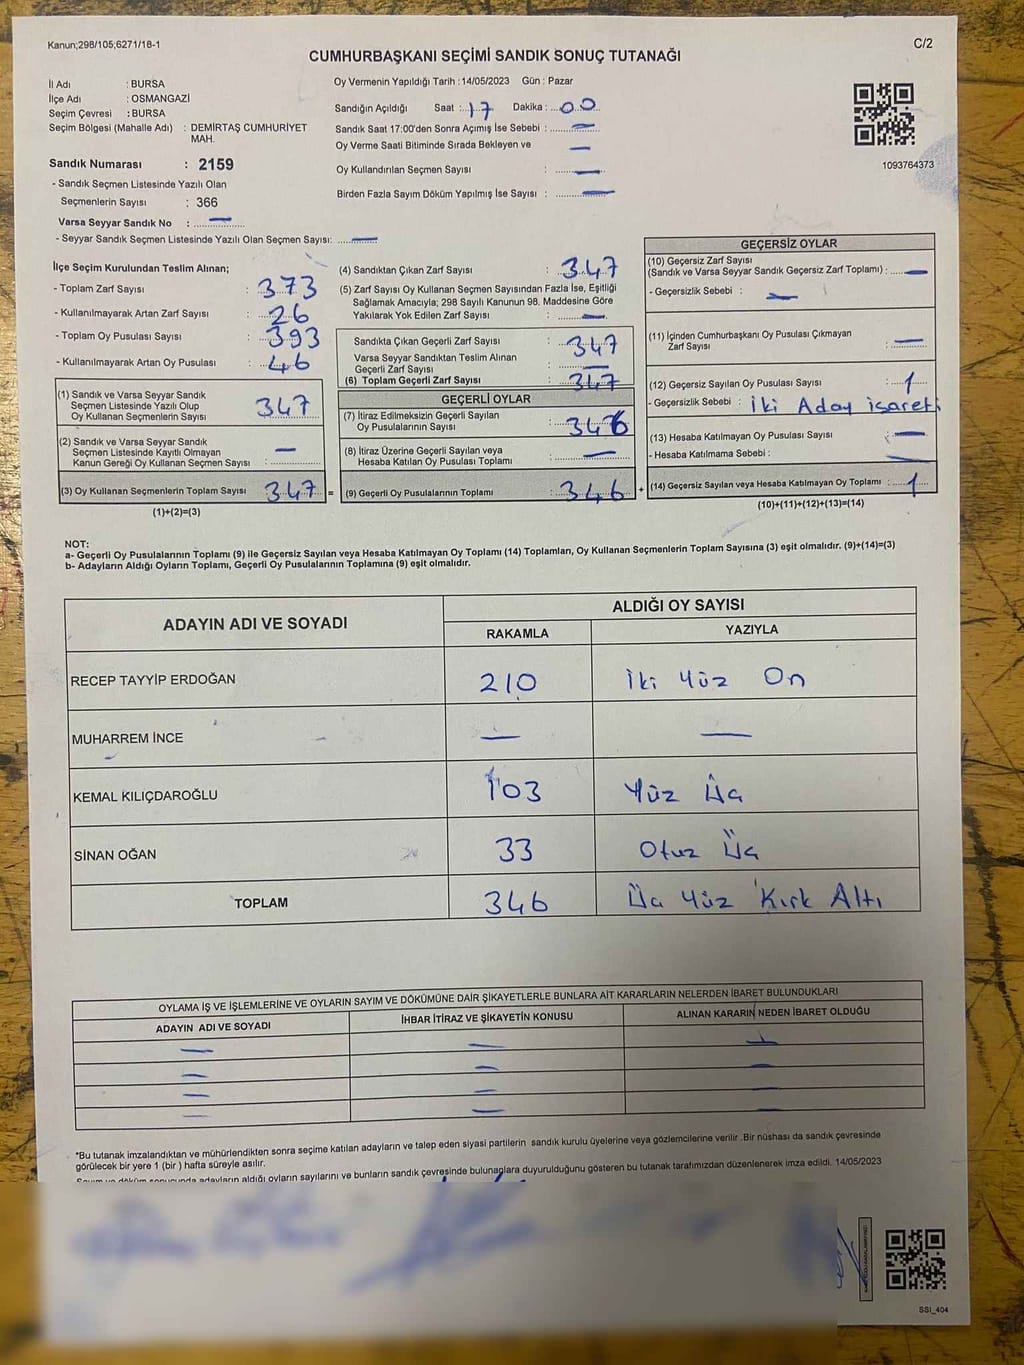 Kanun;298/105;6271/18-1
C/2
CUMHURBAŞKANI SEÇİMİ SANDIK SONUÇ TUTANAĞI
İl Adı : BURSA
İlçe Adı : OSMANGAZİ
Seçim Çevresi : BURSA
Seçim Bölgesi (Mahalle Adı) : DEMİRTAŞ CUMHURİYET
MAH.
Sandık Numarası : 2159
- Sandık Seçmen Listesinde Yazılı Olan
Seçmenlerin Sayısı : 366
Varsa Seyyar Sandık No : —
- Seyyar Sandık Seçmen Listesinde Yazılı Olan Seçmen Sayısı: —
Oy Vermenin Yapıldığı Tarih : 14/05/2023 Gün : Pazar
Sandığın Açıldığı Saat : 17 Dakika : 00
Sandık Saat 17:00'den Sonra Açımış İse Sebebi : —
Oy Verme Saati Bitiminde Sırada Bekleyen ve —
Oy Kullandırılan Seçmen Sayısı : —
Birden Fazla Sayım Döküm Yapılmış İse Sayısı : —
1093764373
İlçe Seçim Kurulundan Teslim Alınan;
- Toplam Zarf Sayısı : 373
- Kullanılmayarak Artan Zarf Sayısı : 26
- Toplam Oy Pusulası Sayısı : 393
- Kullanılmayarak Artan Oy Pusulası : 46
(1) Sandık ve Varsa Seyyar Sandık
Seçmen Listesinde Yazılı Olup
Oy Kullanan Seçmenlerin Sayısı : 347
(2) Sandık ve Varsa Seyyar Sandık
Seçmen Listesinde Kayıtlı Olmayan
Kanun Gereği Oy Kullanan Seçmen Sayısı : —
(3) Oy Kullanan Seçmenlerin Toplam Sayısı 347 =
(1)+(2)=(3)
(4) Sandıktan Çıkan Zarf Sayısı : 347
(5) Zarf Sayısı Oy Kullanan Seçmen Sayısından Fazla İse, Eşitliği
Sağlamak Amacıyla; 298 Sayılı Kanunun 98. Maddesine Göre
Yakılarak Yok Edilen Zarf Sayısı : —
Sandıkta Çıkan Geçerli Zarf Sayısı : 347
Varsa Seyyar Sandıktan Teslim Alınan
Geçerli Zarf Sayısı : —
(6) Toplam Geçerli Zarf Sayısı : 347
GEÇERLİ OYLAR
(7) İtiraz Edilmeksizin Geçerli Sayılan
Oy Pusulalarının Sayısı : 346
(8) İtiraz Üzerine Geçerli Sayılan veya
Hesaba Katılan Oy Pusulası Toplamı : —
(9) Geçerli Oy Pusulalarının Toplamı : 346 +
GEÇERSİZ OYLAR
(10) Geçersiz Zarf Sayısı
(Sandık ve Varsa Seyyar Sandık Geçersiz Zarf Toplamı) : —
- Geçersizlik Sebebi : —
(11) İçinden Cumhurbaşkanı Oy Pusulası Çıkmayan
Zarf Sayısı : —
(12) Geçersiz Sayılan Oy Pusulası Sayısı : 1
- Geçersizlik Sebebi : İki Aday işareti
(13) Hesaba Katılmayan Oy Pusulası Sayısı : —
- Hesaba Katılmama Sebebi : —
(14) Geçersiz Sayılan veya Hesaba Katılmayan Oy Toplamı : 1
(10)+(11)+(12)+(13)=(14)
NOT:
a- Geçerli Oy Pusulalarının Toplamı (9) ile Geçersiz Sayılan veya Hesaba Katılmayan Oy Toplamı (14) Toplamları, Oy Kullanan Seçmenlerin Toplam Sayısına (3) eşit olmalıdır. (9)+(14)=(3)
b- Adayların Aldığı Oyların Toplamı, Geçerli Oy Pusulalarının Toplamına (9) eşit olmalıdır.
ADAYIN ADI VE SOYADI
ALDIĞI OY SAYISI
RAKAMLA YAZIYLA
RECEP TAYYİP ERDOĞAN 210 İki Yüz On
MUHARREM İNCE — —
KEMAL KILIÇDAROĞLU 103 Yüz Üç
SİNAN OĞAN 33 Otuz Üç
TOPLAM 346 Üç Yüz Kırk Altı
OYLAMA İŞ VE İŞLEMLERİNE VE OYLARIN SAYIM VE DÖKÜMÜNE DAİR ŞİKAYETLERLE BUNLARA AİT KARARLARIN NELERDEN İBARET BULUNDUKLARI
ADAYIN ADI VE SOYADI İHBAR İTİRAZ VE ŞİKAYETİN KONUSU ALINAN KARARIN NEDEN İBARET OLDUĞU
— — —
— — —
— — —
— — —
*Bu tutanak imzalandıktan ve mühürlendikten sonra seçime katılan adayların ve talep eden siyasi partilerin sandık kurulu üyelerine veya gözlemcilerine verilir .Bir nüshası da sandık çevresinde
görülecek bir yere 1 (bir ) hafta süreyle asılır.
Sayım ve döküm sonucunda adayların aldığı oyların sayılarını ve bunların sandık çevresinde bulunanlara duyurulduğunu gösteren bu tutanak tarafımızdan düzenlenerek imza edildi. 14/05/2023
SSI_404